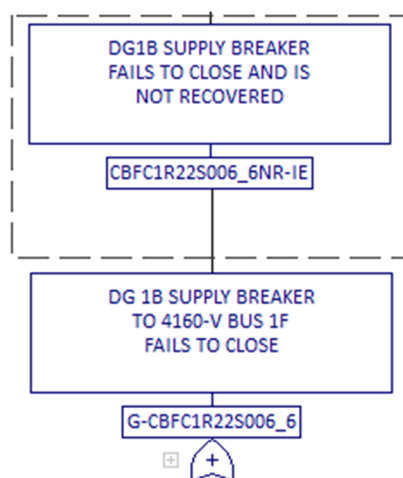 DG1B SUPPLY BREAKER
FAILS TO CLOSE AND IS
NOT RECOVERED
CBFC1R22S006_6NR-IE
DG 1B SUPPLY BREAKER
TO 4160-V BUS 1F
FAILS TO CLOSE
G-CBFC1R22S006_6